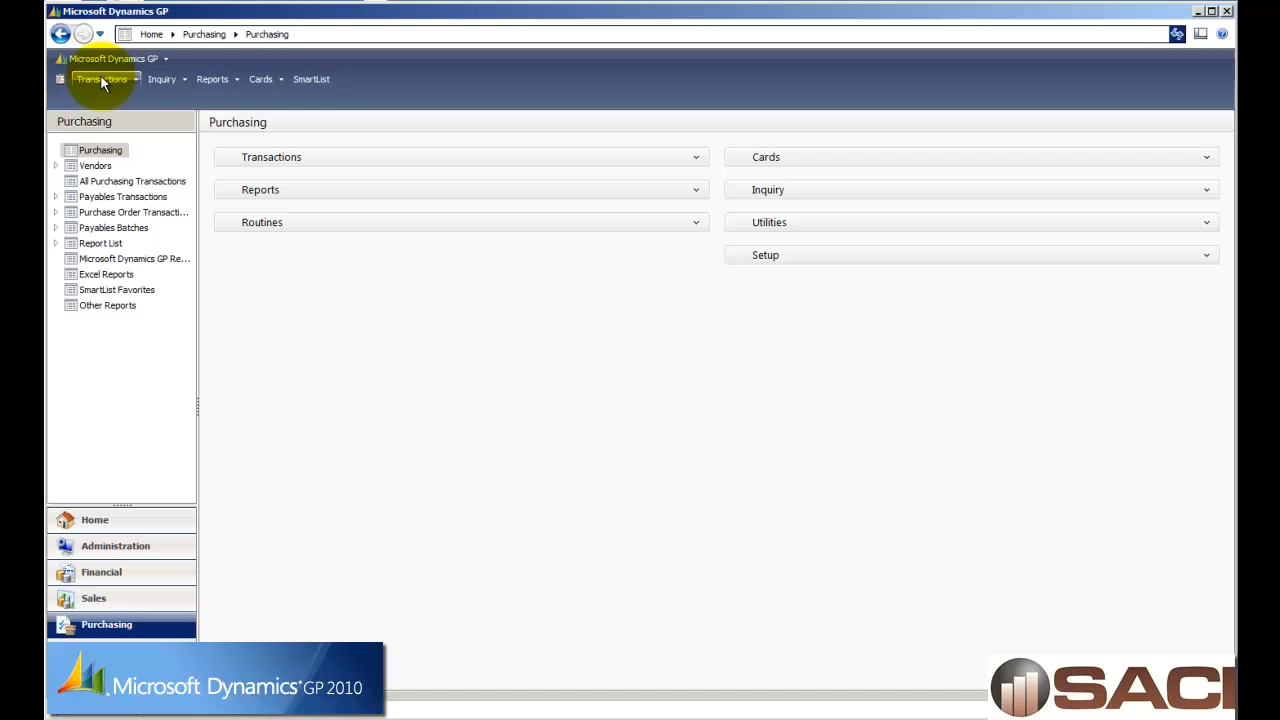 Microsoft Dynamics GP
Home Purchasing Purchasing
Microsoft Dynamics GP
Transactions Inquiry Reports Cards SmartList
Purchasing
Purchasing
Vendors
All Purchasing Transactions
Payables Transactions
Purchase Order Transacti...
Payables Batches
Report List
Microsoft Dynamics GP Re...
Excel Reports
SmartList Favorites
Other Reports
Home
Administration
Financial
Sales
Purchasing
Purchasing
Transactions
Reports
Routines
Cards
Inquiry
Utilities
Setup
Microsoft Dynamics® GP 2010
SACI